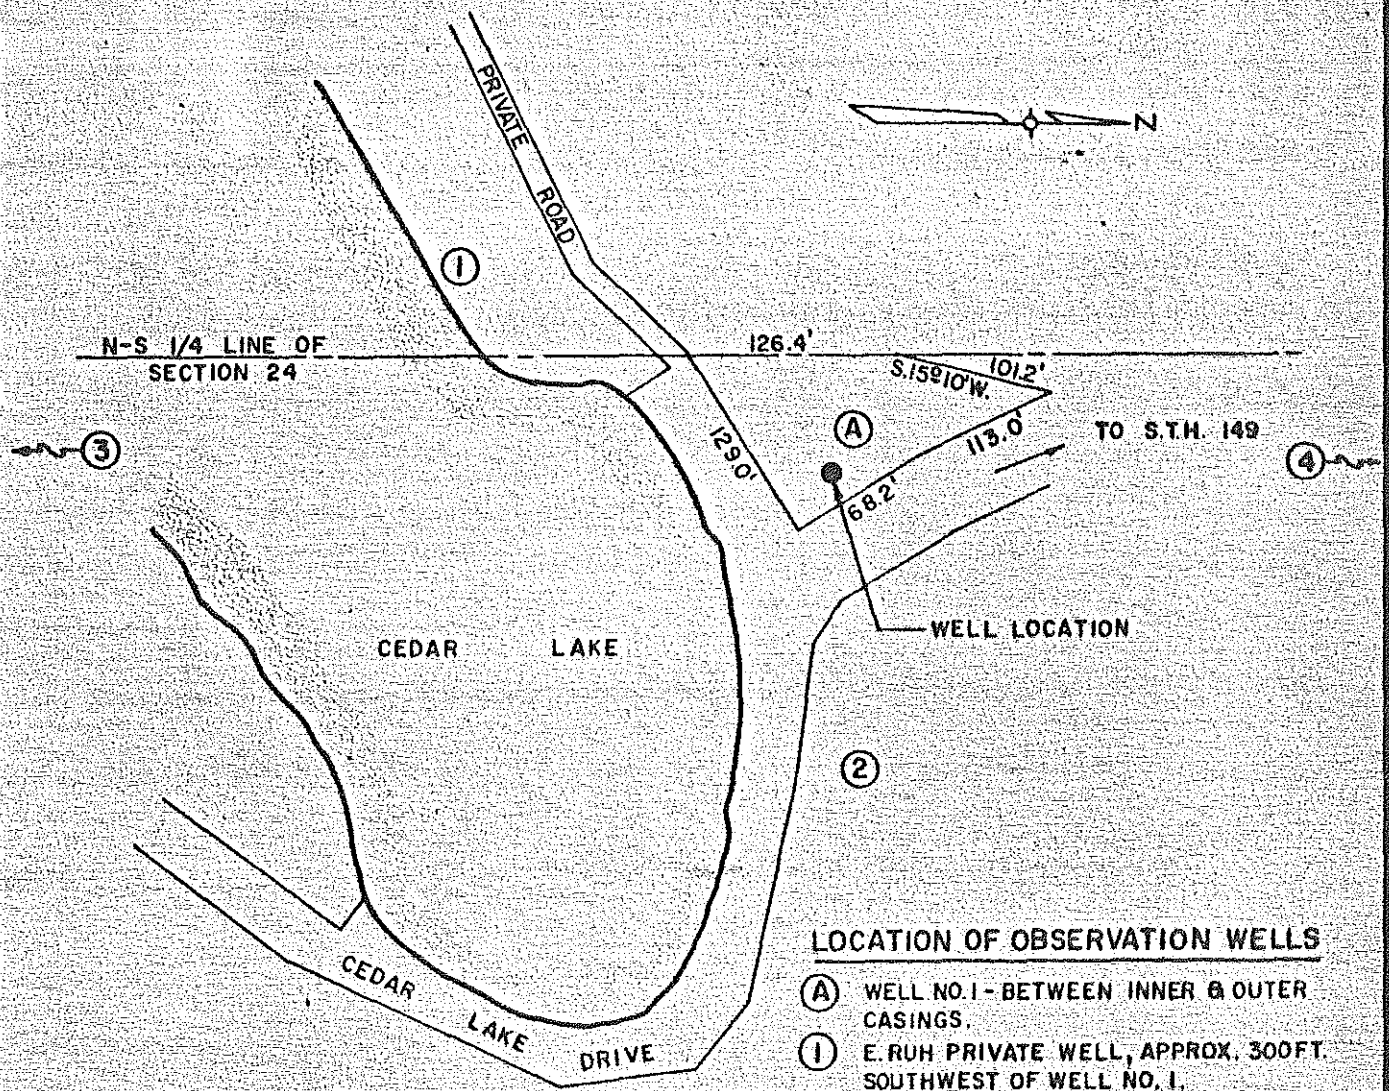 PRIVATE ROAD
N
1
N-S 1/4 LINE OF
SECTION 24
126.4'
101.2'
S.15°10'W.
3
A
129.0'
113.0'
TO S.T.H. 149
4
68.2'
WELL LOCATION
CEDAR LAKE
2
CEDAR LAKE DRIVE
LOCATION OF OBSERVATION WELLS
A WELL NO. 1 - BETWEEN INNER & OUTER
CASINGS.
1 E. RUH PRIVATE WELL, APPROX. 300 FT.
SOUTHWEST OF WELL NO. 1.